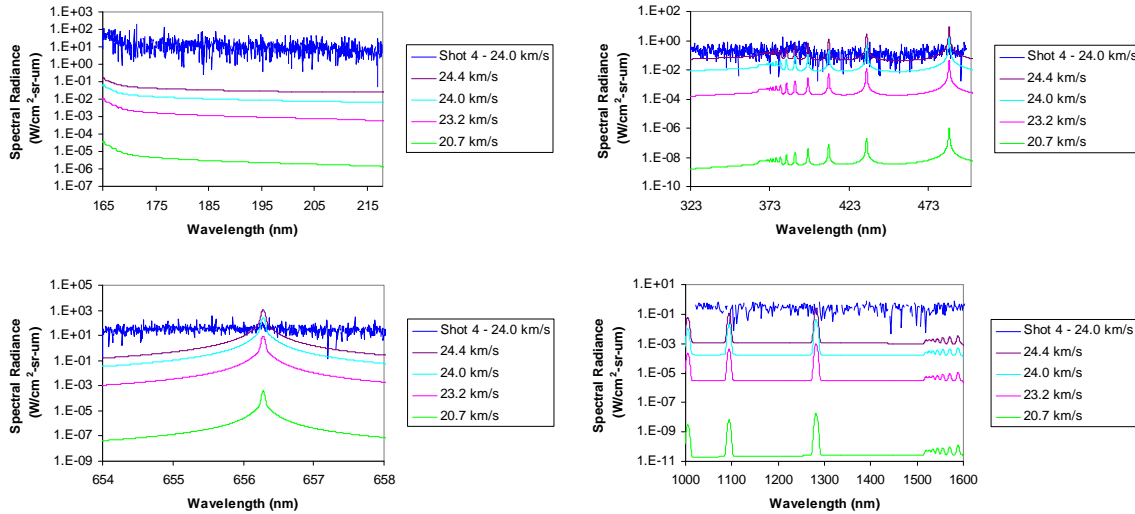 1.E+03
1.E+02
1.E+01
1.E+00
1.E-01
1.E-02
1.E-03
1.E-04
1.E-05
1.E-06
1.E-07
165 175 185 195 205 215
Wavelength (nm)
Spectral Radiance
(W/cm²-sr-um)
Shot 4 - 24.0 km/s
24.4 km/s
24.0 km/s
23.2 km/s
20.7 km/s
1.E+02
1.E+00
1.E-02
1.E-04
1.E-06
1.E-08
1.E-10
323 373 423 473
Wavelength (nm)
Spectral Radiance
(W/cm²-sr-um)
Shot 4 - 24.0 km/s
24.4 km/s
24.0 km/s
23.2 km/s
20.7 km/s
1.E+05
1.E+03
1.E+01
1.E-01
1.E-03
1.E-05
1.E-07
1.E-09
654 655 656 657 658
Wavelength (nm)
Spectral Radiance
(W/cm²-sr-um)
Shot 4 - 24.0 km/s
24.4 km/s
24.0 km/s
23.2 km/s
20.7 km/s
1.E+01
1.E-01
1.E-03
1.E-05
1.E-07
1.E-09
1.E-11
1000 1100 1200 1300 1400 1500 1600
Wavelength (nm)
Spectral Radiance
(W/cm²-sr-um)
Shot 4 - 24.0 km/s
24.4 km/s
24.0 km/s
23.2 km/s
20.7 km/s